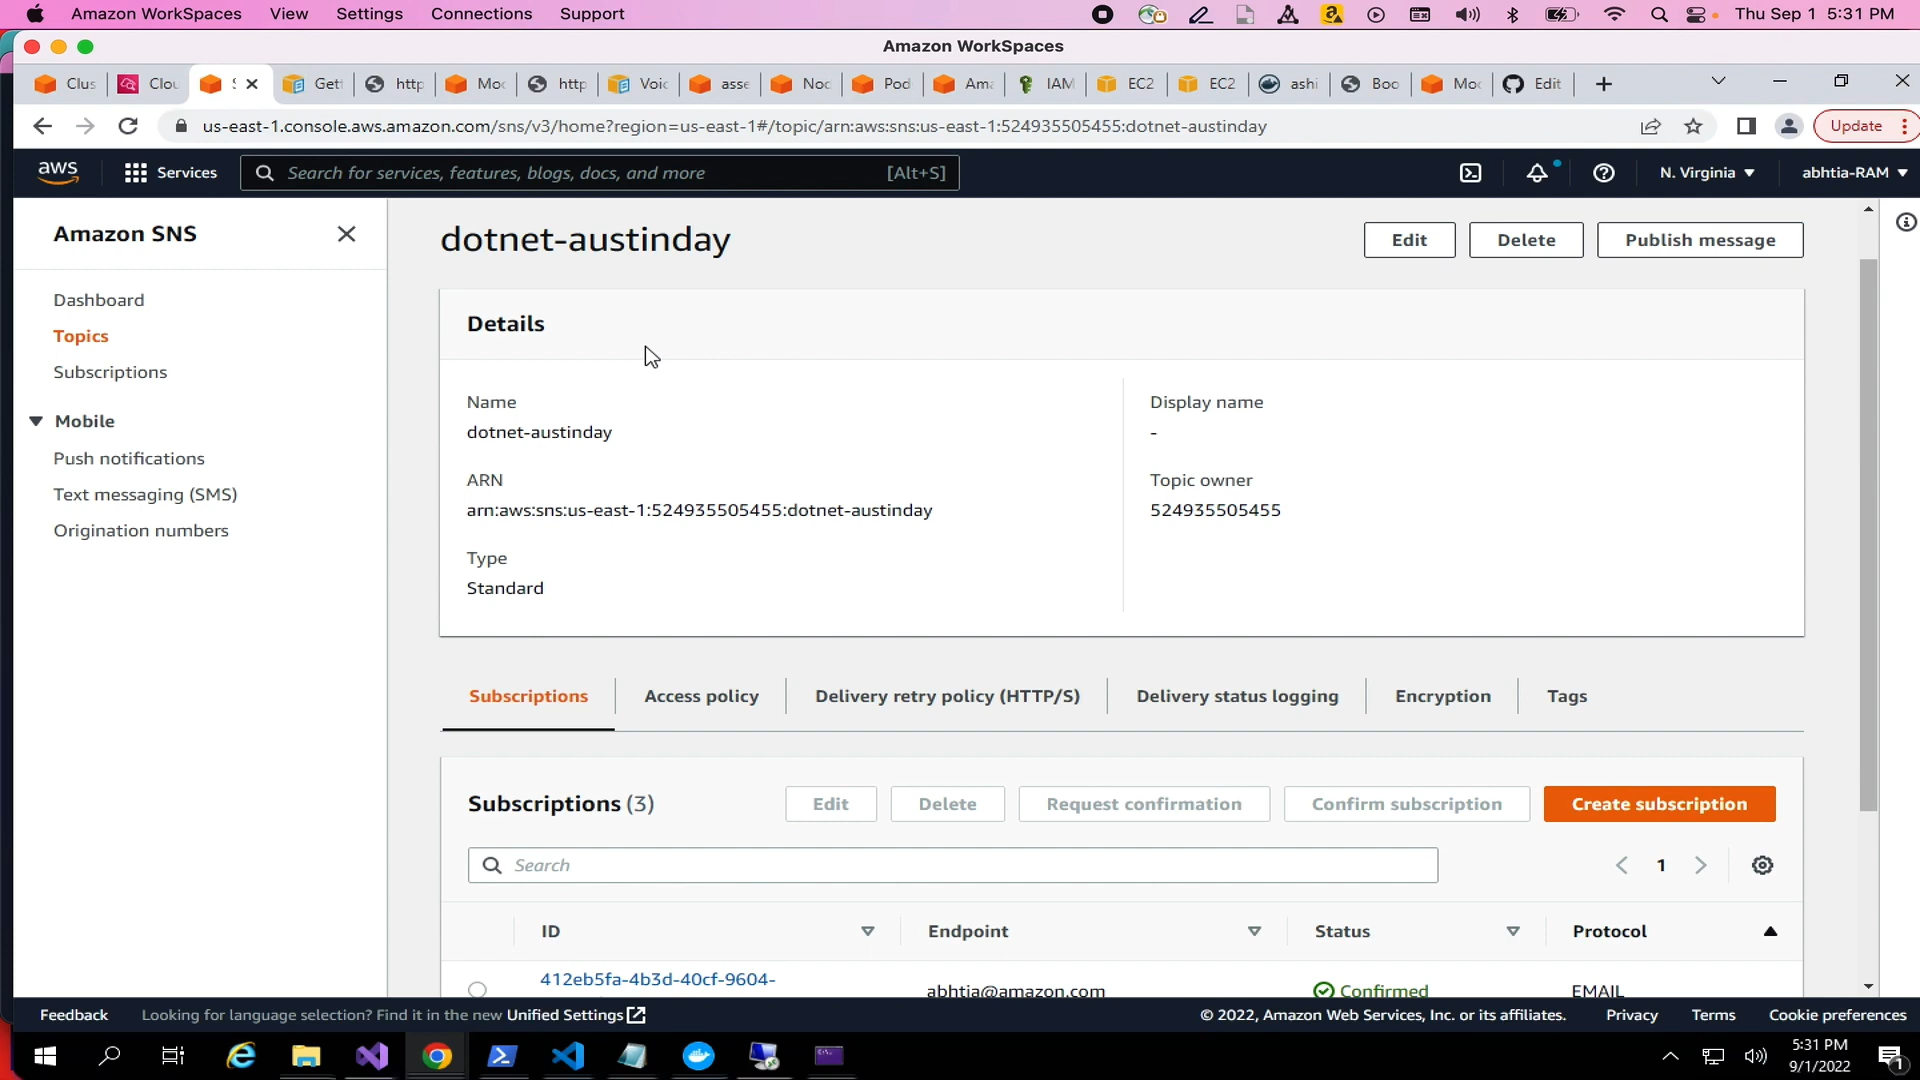 Amazon WorkSpaces View Settings Connections Support Thu Sep 1 5:31 PM
Amazon WorkSpaces
Clus Clou S Gett http Moc http Voic asse Noc Pod Ama IAM EC2 EC2 ashi Boo Moc Edit
us-east-1.console.aws.amazon.com/sns/v3/home?region=us-east-1#/topic/arn:aws:sns:us-east-1:524935505455:dotnet-austinday Update
aws Services Search for services, features, blogs, docs, and more [Alt+S] N. Virginia abhtia-RAM
Amazon SNS
Dashboard
Topics
Subscriptions
Mobile
Push notifications
Text messaging (SMS)
Origination numbers
dotnet-austinday Edit Delete Publish message
Details
Name
dotnet-austinday
ARN
arn:aws:sns:us-east-1:524935505455:dotnet-austinday
Type
Standard
Display name
-
Topic owner
524935505455
Subscriptions Access policy Delivery retry policy (HTTP/S) Delivery status logging Encryption Tags
Subscriptions (3) Edit Delete Request confirmation Confirm subscription Create subscription
Search 1
ID Endpoint Status Protocol
412eb5fa-4b3d-40cf-9604- abhtia@amazon.com Confirmed EMAIL
Feedback Looking for language selection? Find it in the new Unified Settings © 2022, Amazon Web Services, Inc. or its affiliates. Privacy Terms Cookie preferences
5:31 PM
9/1/2022
1